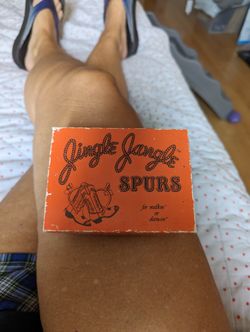 Jingle Jangle
SPURS
for walkin'
or
dancin'